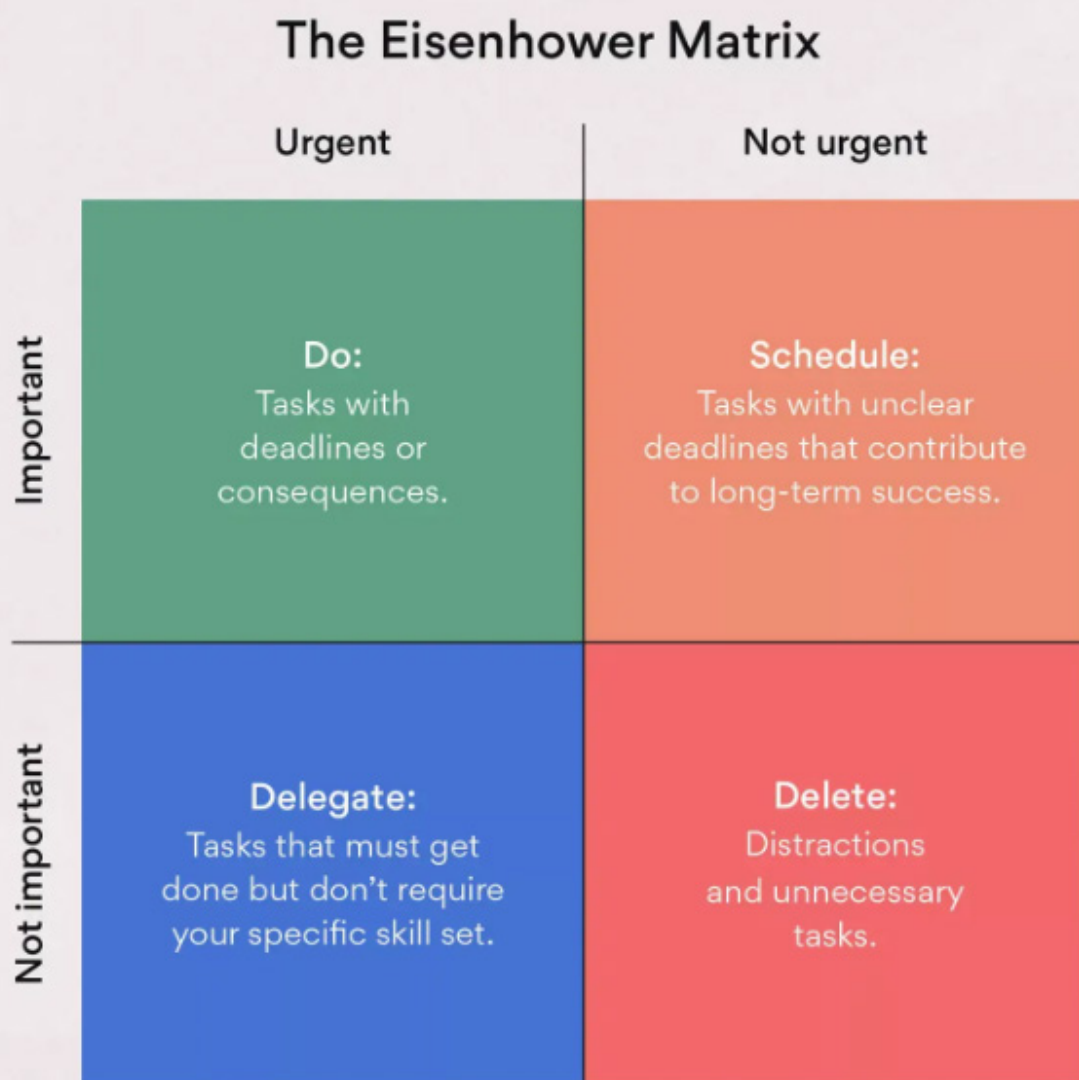 The Eisenhower Matrix
Urgent
Not urgent
Important
Do:
Tasks with
deadlines or
consequences.
Schedule:
Tasks with unclear
deadlines that contribute
to long-term success.
Not important
Delegate:
Tasks that must get
done but don’t require
your specific skill set.
Delete:
Distractions
and unnecessary
tasks.